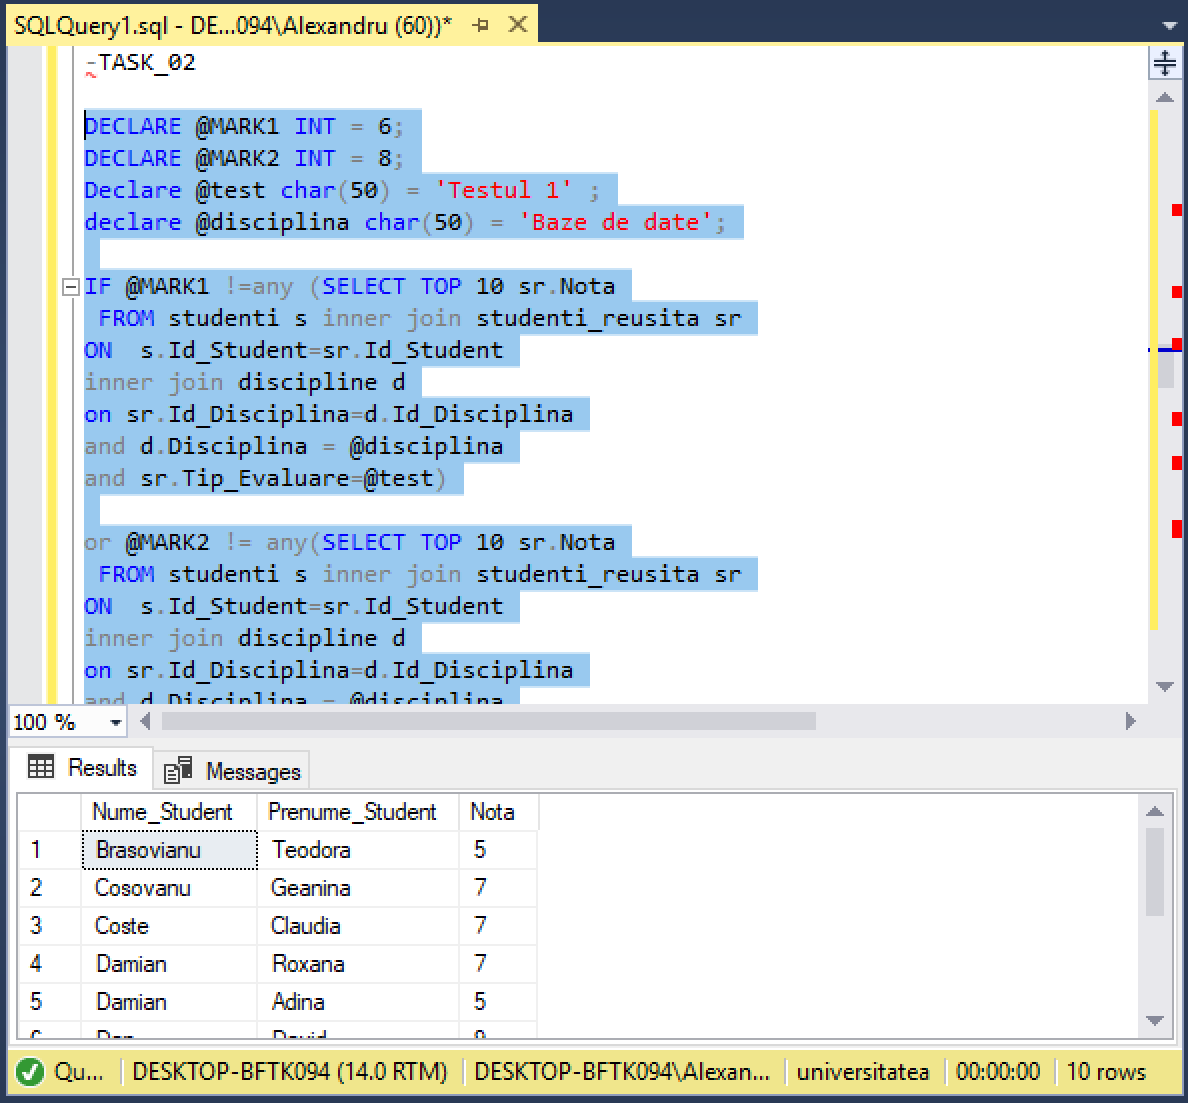 SQLQuery1.sql - DE...094\Alexandru (60))*
-TASK_02
DECLARE @MARK1 INT = 6;
DECLARE @MARK2 INT = 8;
Declare @test char(50) = 'Testul 1' ;
declare @disciplina char(50) = 'Baze de date';
IF @MARK1 !=any (SELECT TOP 10 sr.Nota
FROM studenti s inner join studenti_reusita sr
ON  s.Id_Student=sr.Id_Student
inner join discipline d
on sr.Id_Disciplina=d.Id_Disciplina
and d.Disciplina = @disciplina
and sr.Tip_Evaluare=@test)
or @MARK2 != any(SELECT TOP 10 sr.Nota
FROM studenti s inner join studenti_reusita sr
ON  s.Id_Student=sr.Id_Student
inner join discipline d
on sr.Id_Disciplina=d.Id_Disciplina
and d.Disciplina = @disciplina
100 %
Results Messages
Nume_Student Prenume_Student Nota
1 Brasovianu Teodora 5
2 Cosovanu Geanina 7
3 Coste Claudia 7
4 Damian Roxana 7
5 Damian Adina 5
Qu... DESKTOP-BFTK094 (14.0 RTM) DESKTOP-BFTK094\Alexan... universitatea 00:00:00 10 rows